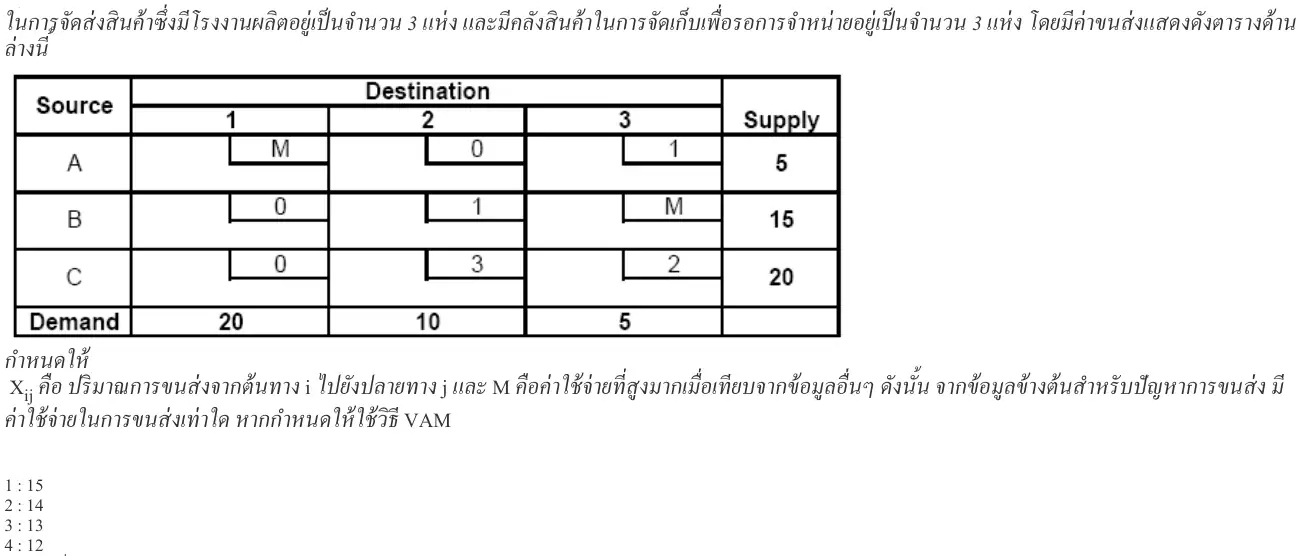 ในการจัดส่งสินค้าซึ่งมีโรงงานผลิตอยู่เป็นจำนวน 3 แห่ง และมีคลังสินค้าในการจัดเก็บเพื่อรอการจำหน่ายอยู่เป็นจำนวน 3 แห่ง โดยมีค่าขนส่งแสดงดังตารางด้าน
ล่างนี้
Source Destination Supply
1 2 3
A M 0 1 5
B 0 1 M 15
C 0 3 2 20
Demand 20 10 5
กำหนดให้
Xij คือ ปริมาณการขนส่งจากต้นทาง i ไปยังปลายทาง j และ M คือค่าใช้จ่ายที่สูงมากเมื่อเทียบจากข้อมูลอื่นๆ ดังนั้น จากข้อมูลข้างต้นสำหรับปัญหาการขนส่ง มี
ค่าใช้จ่ายในการขนส่งเท่าใด หากกำหนดให้ใช้วิธี VAM
1 : 15
2 : 14
3 : 13
4 : 12